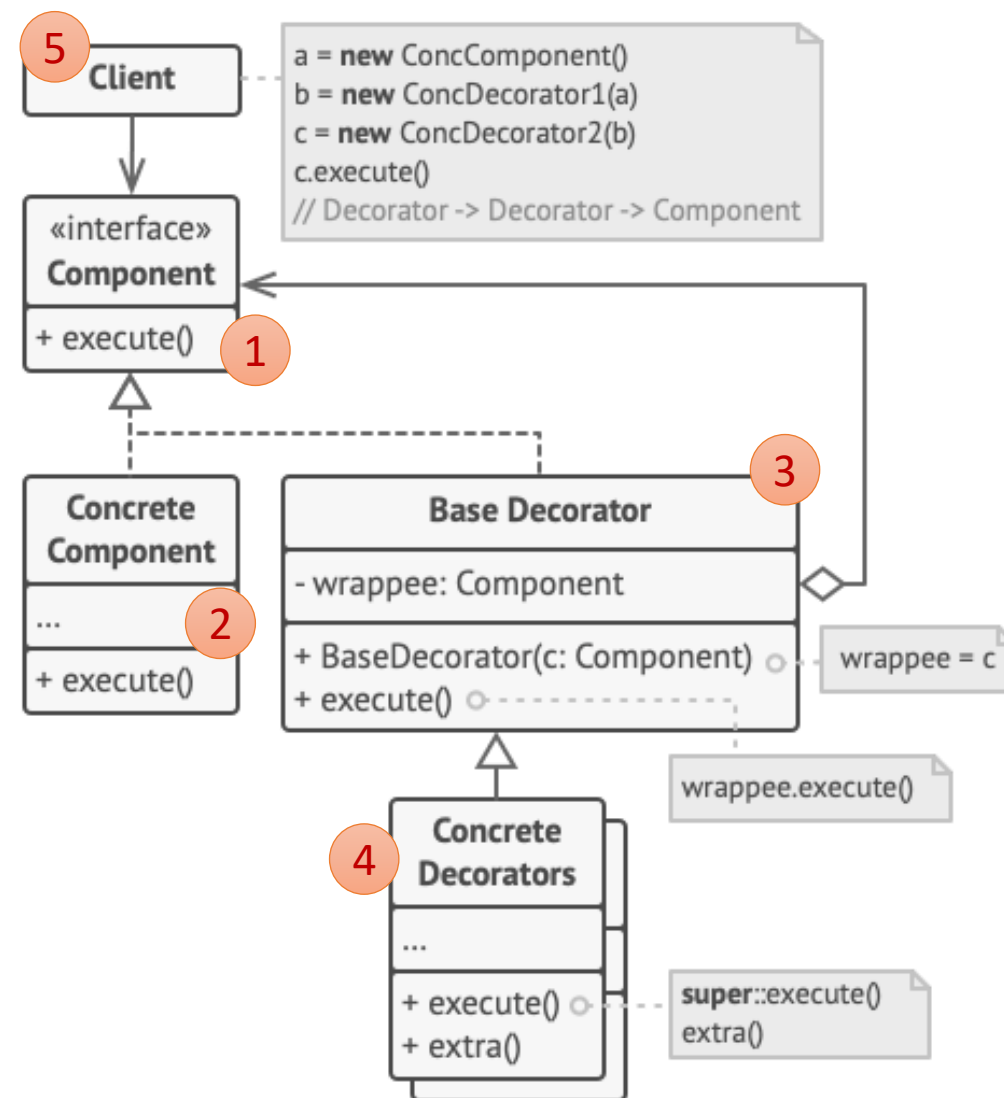 5
Client
a = new ConcComponent()
b = new ConcDecorator1(a)
c = new ConcDecorator2(b)
c.execute()
// Decorator -> Decorator -> Component
«interface»
Component
+ execute()
1
Concrete
Component
...
2
+ execute()
3
Base Decorator
- wrappee: Component
+ BaseDecorator(c: Component)
+ execute()
wrappee = c
wrappee.execute()
4
Concrete
Decorators
...
+ execute()
+ extra()
super::execute()
extra()